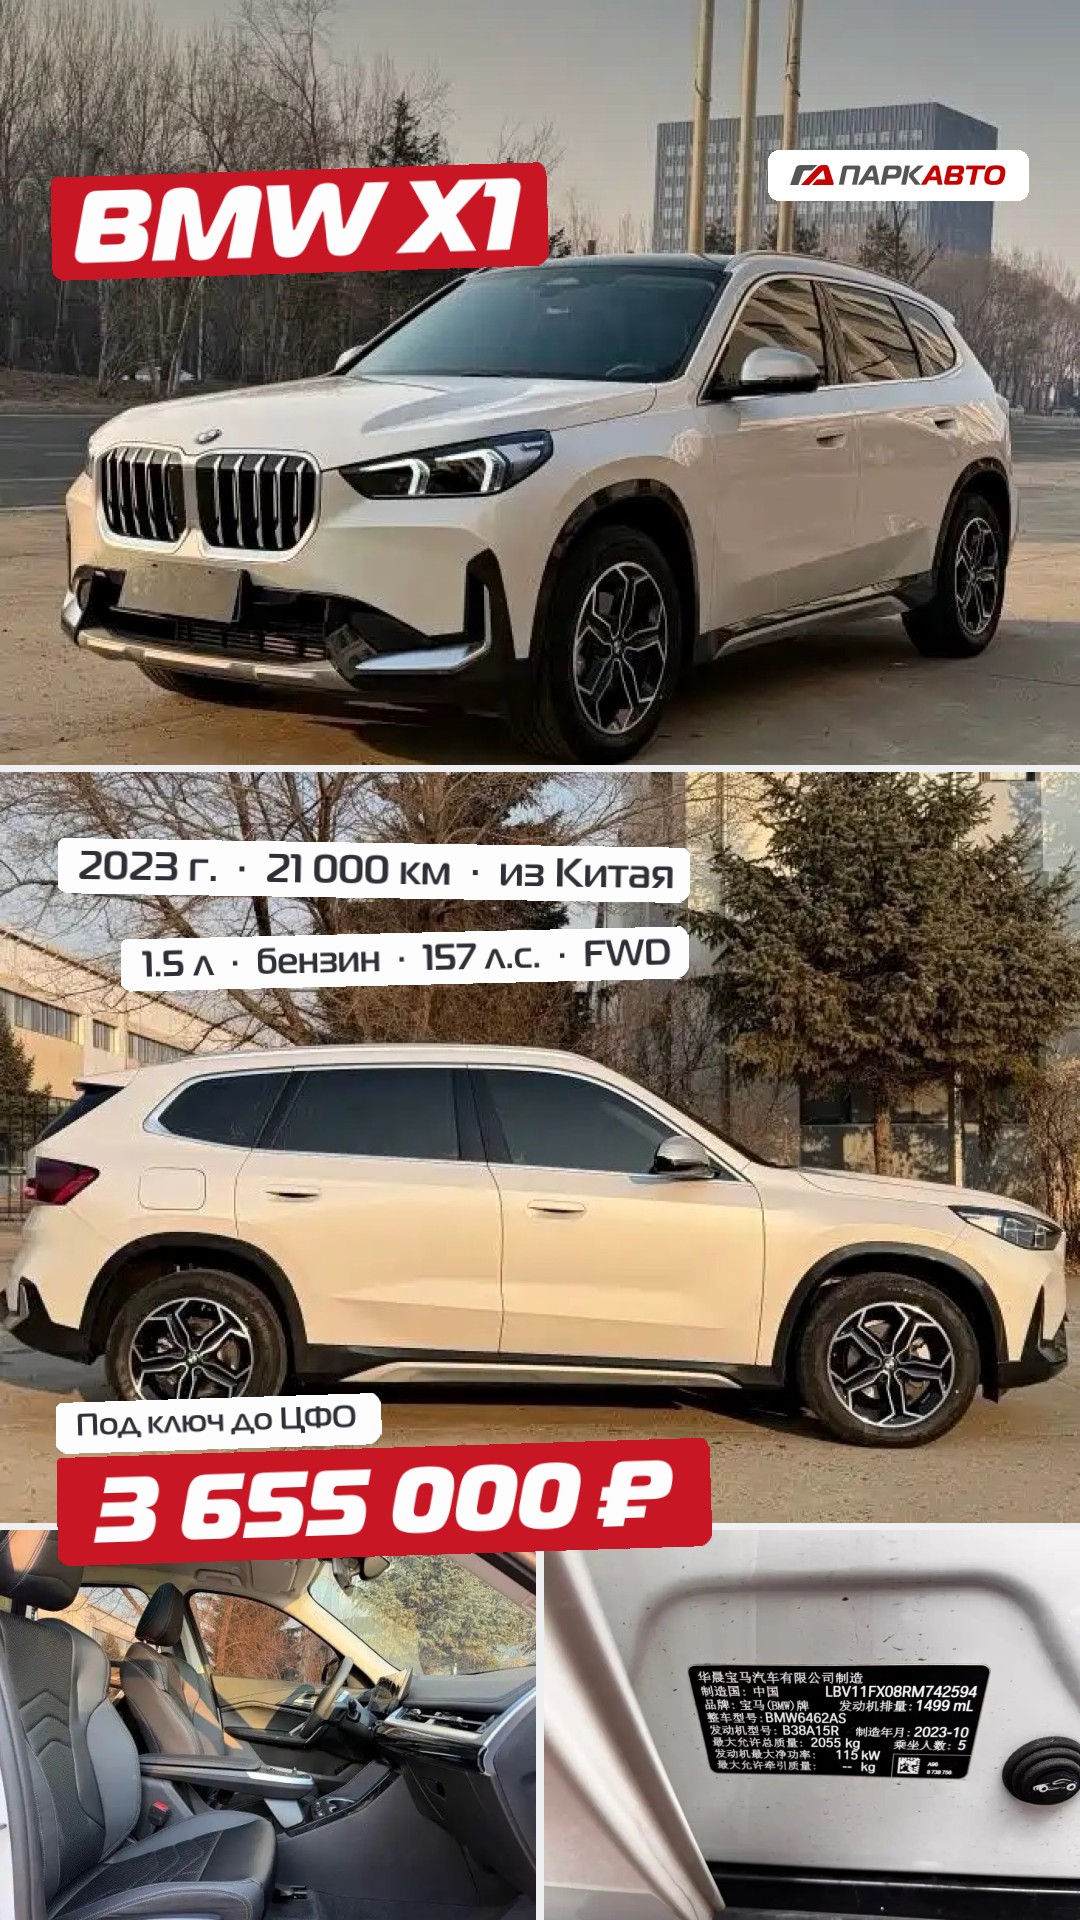 BMW X1
ПАРКАВТО
2023 г. · 21 000 км · из Китая
1.5 л · бензин · 157 л.с. · FWD
Под ключ до ЦФО
3 655 000 ₽
华晨宝马汽车有限公司制造
制造国: 中国 LBV11FX08RM742594
品牌: 宝马(BMW)牌 发动机排量: 1499 mL
整车型号: BMW6462AS
发动机型号: B38A15R 制造年月: 2023-10
最大允许总质量: 2055 kg 乘坐人数: 5
发动机最大净功率: 115 kW
最大允许牵引质量: -- kg